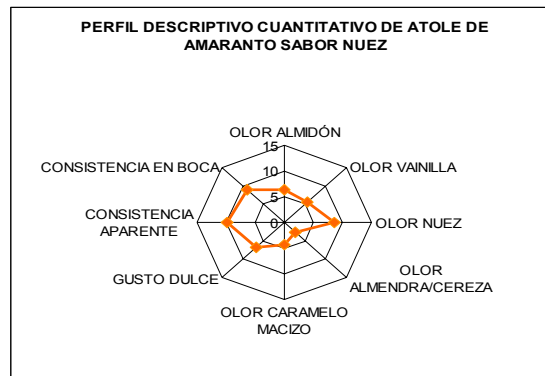 PERFIL DESCRIPTIVO CUANTITATIVO DE ATOLE DE
AMARANTO SABOR NUEZ
OLOR ALMIDÓN
15
CONSISTENCIA EN BOCA
OLOR VAINILLA
10
5
CONSISTENCIA
APARENTE
0
OLOR NUEZ
GUSTO DULCE
OLOR
ALMENDRA/CEREZA
OLOR CARAMELO
MACIZO